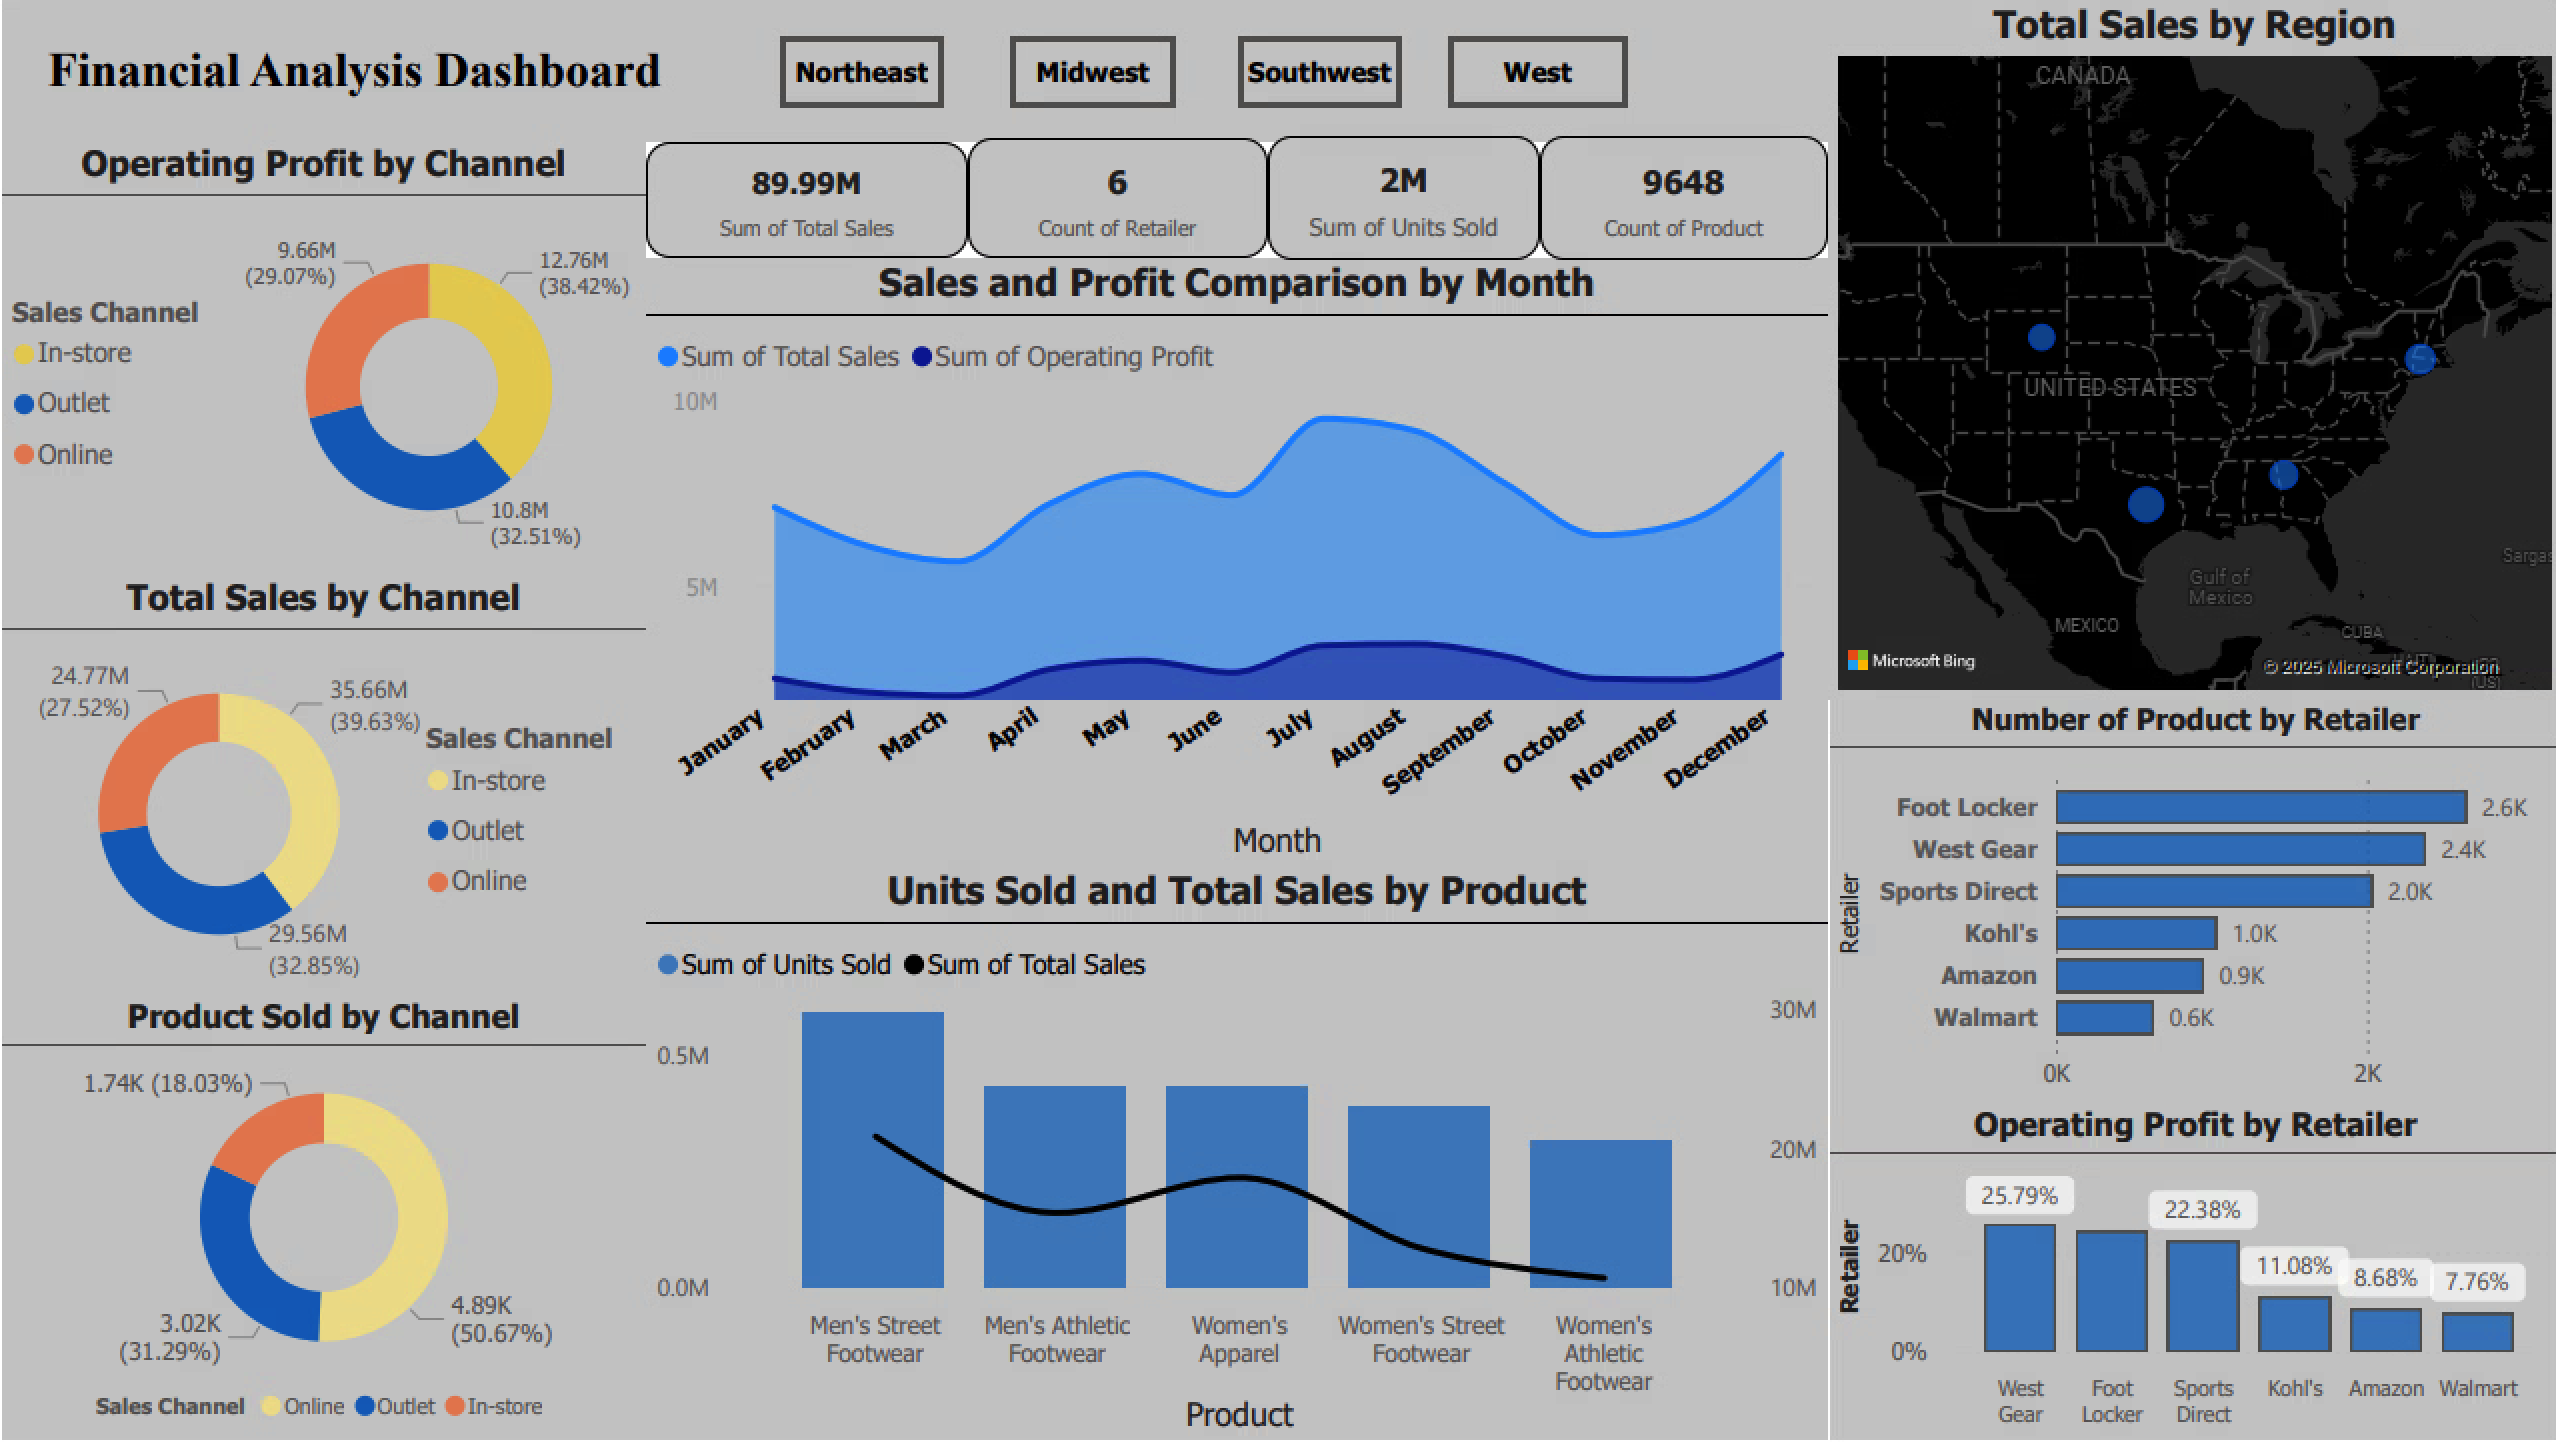 Financial Analysis Dashboard
Northeast
Midwest
Southwest
West
Operating Profit by Channel
9.66M
(29.07%)
12.76M
(38.42%)
Sales Channel
In-store
Outlet
Online
10.8M
(32.51%)
Total Sales by Channel
24.77M
(27.52%)
35.66M
(39.63%)
Sales Channel
In-store
Outlet
Online
29.56M
(32.85%)
Product Sold by Channel
1.74K (18.03%)
3.02K
(31.29%)
4.89K
(50.67%)
Sales Channel Online Outlet In-store
89.99M
Sum of Total Sales
6
Count of Retailer
2M
Sum of Units Sold
9648
Count of Product
Sales and Profit Comparison by Month
Sum of Total Sales Sum of Operating Profit
10M
5M
January
February
March
April
May
June
July
August
September
October
November
December
Month
Units Sold and Total Sales by Product
Sum of Units Sold Sum of Total Sales
0.5M
0.0M
30M
20M
10M
Men's Street
Footwear
Men's Athletic
Footwear
Women's
Apparel
Women's Street
Footwear
Women's
Athletic
Footwear
Product
Total Sales by Region
CANADA
UNITED STATES
Gulf of
Mexico
MEXICO
CUBA
Sargas
HAITI
(US)
Microsoft Bing
© 2025 Microsoft Corporation
Number of Product by Retailer
Retailer
Foot Locker 2.6K
West Gear 2.4K
Sports Direct 2.0K
Kohl's 1.0K
Amazon 0.9K
Walmart 0.6K
0K 2K
Operating Profit by Retailer
Retailer
20%
0%
25.79%
22.38%
11.08%
8.68%
7.76%
West
Gear
Foot
Locker
Sports
Direct
Kohl's
Amazon
Walmart